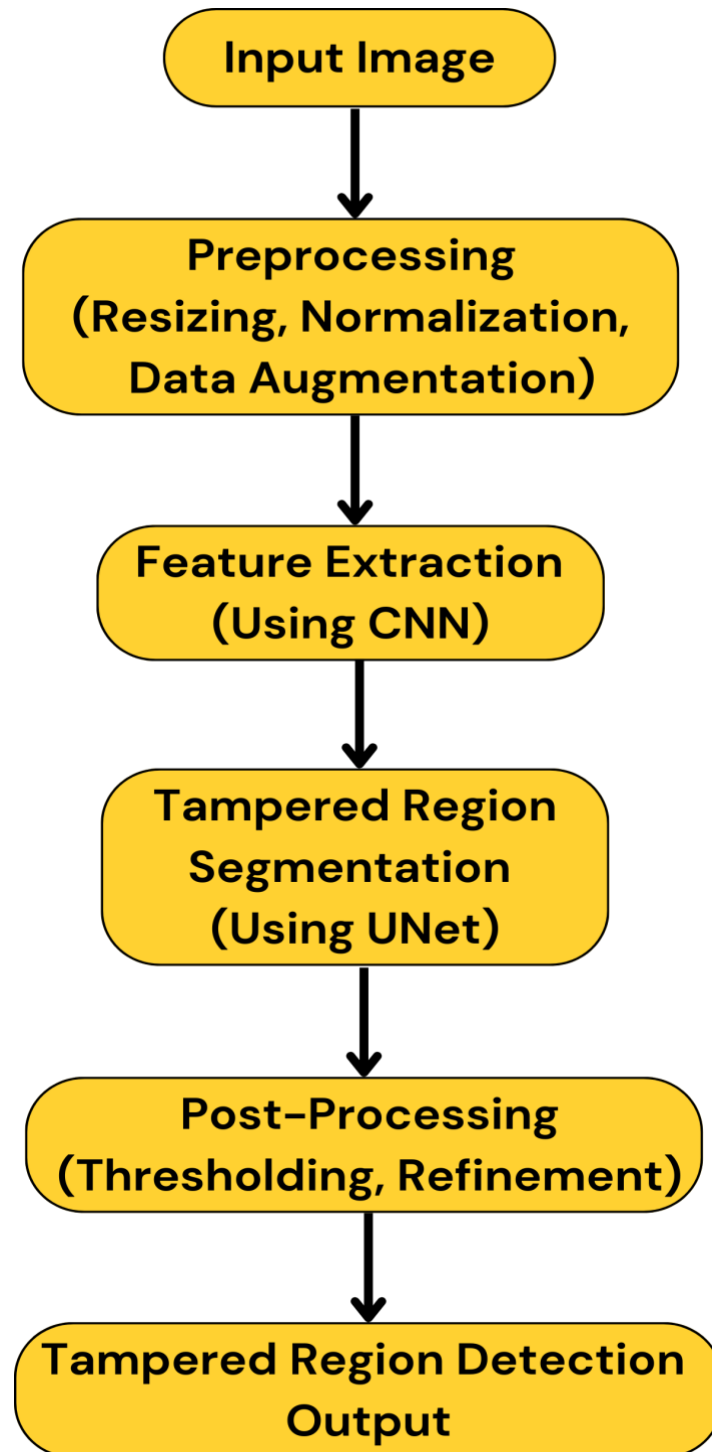 Input Image
Preprocessing
(Resizing, Normalization,
Data Augmentation)
Feature Extraction
(Using CNN)
Tampered Region
Segmentation
(Using UNet)
Post-Processing
(Thresholding, Refinement)
Tampered Region Detection
Output